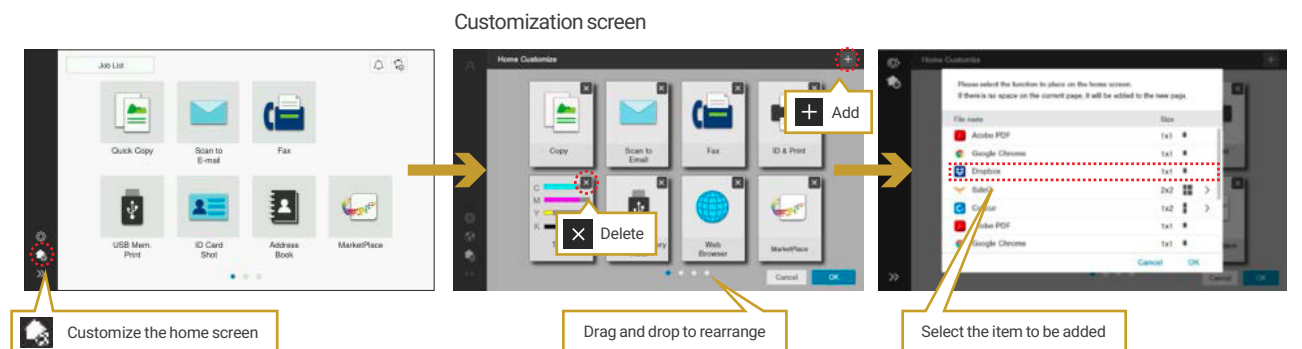 Customization screen
Job List
Quick Copy
Scan to
E-mail
Fax
USB Mem.
Print
ID Card
Shot
Address
Book
MarketPlace
Customize the home screen
Home Customize
Add
Copy
Scan to
Email
Fax
ID & Print
C
M
Y
K
Delete
Web
Browser
MarketPlace
Cancel
OK
Drag and drop to rearrange
Home Customize
Please select the function to place on the home screen.
If there is no space on the current page, it will be added to the new page.
File name Size
Acobe PDF 1x1
Google Chrome 1x1
Dropbox 1x1
SafeQ 2x2
1x2
Google Chrome 1x1
Cancel OK
Cancel OK
Select the item to be added